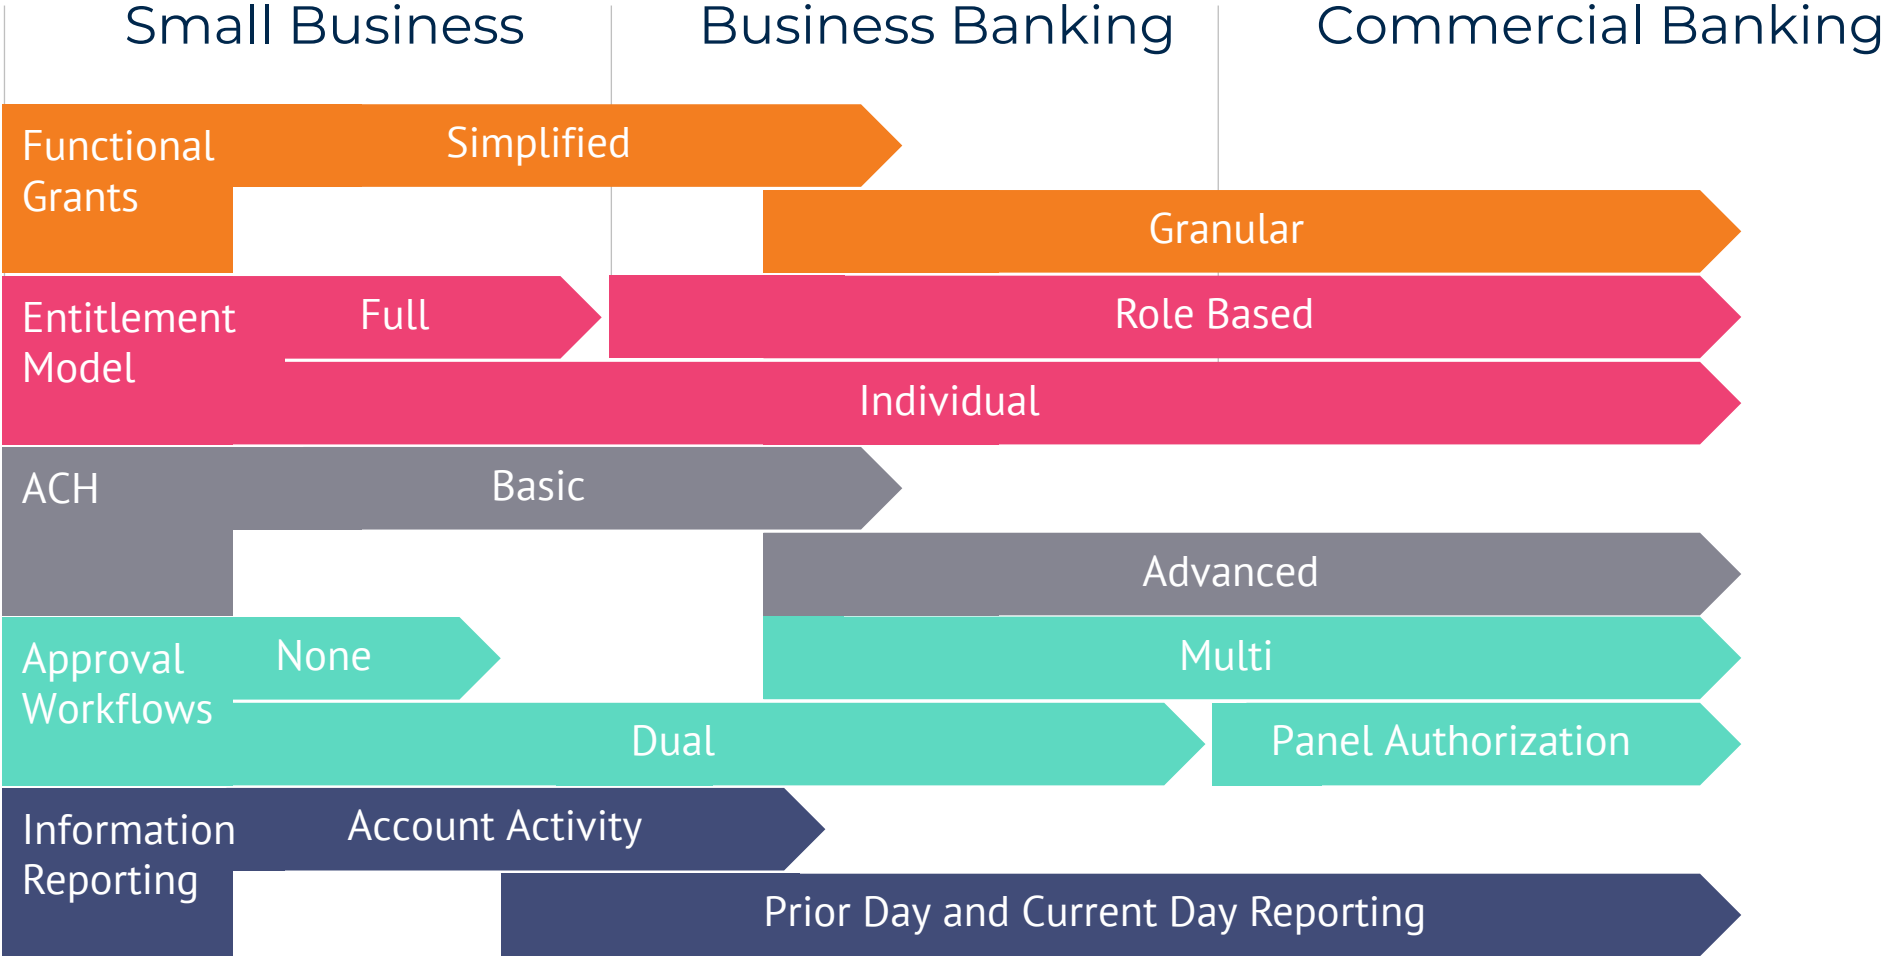 Small Business
Business Banking
Commercial Banking
Functional
Grants
Simplified
Granular
Entitlement
Model
Full
Role Based
Individual
ACH
Basic
Advanced
Approval
Workflows
None
Multi
Dual
Panel Authorization
Information
Reporting
Account Activity
Prior Day and Current Day Reporting